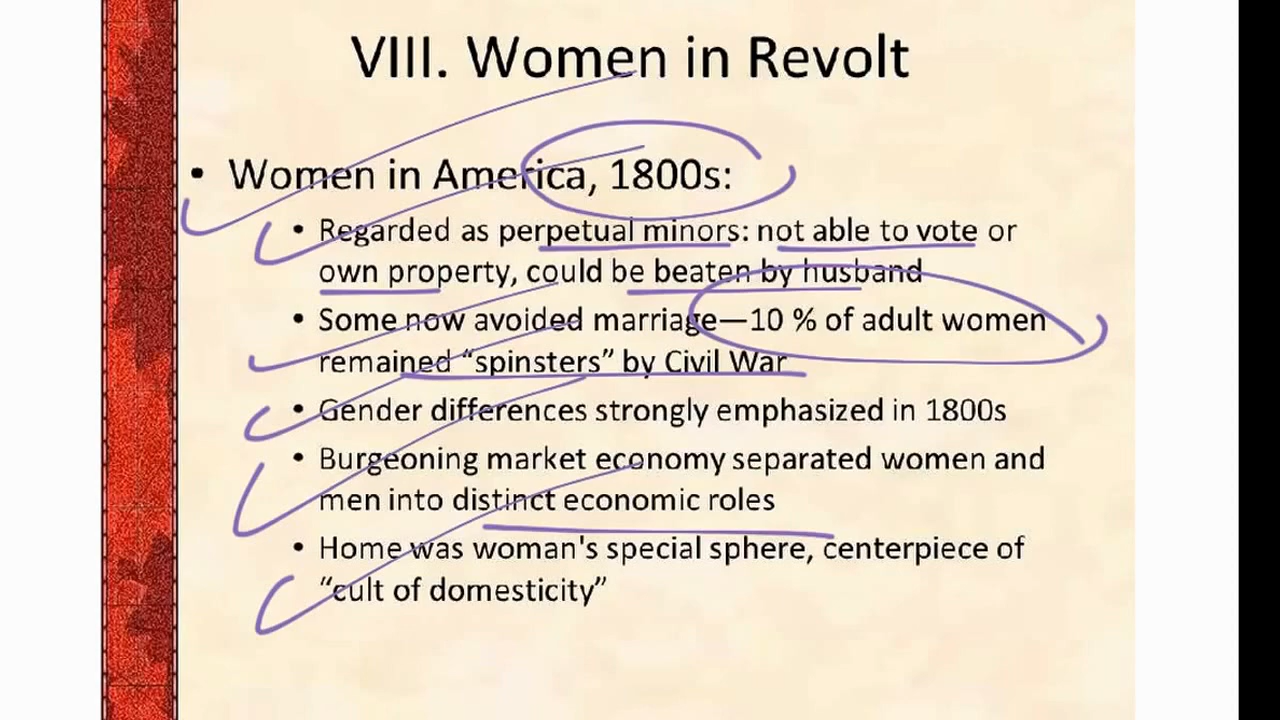 VIII. Women in Revolt
• Women in America, 1800s:
• Regarded as perpetual minors: not able to vote or
own property, could be beaten by husband
• Some now avoided marriage—10 % of adult women
remained “spinsters” by Civil War
• Gender differences strongly emphasized in 1800s
• Burgeoning market economy separated women and
men into distinct economic roles
• Home was woman's special sphere, centerpiece of
“cult of domesticity”